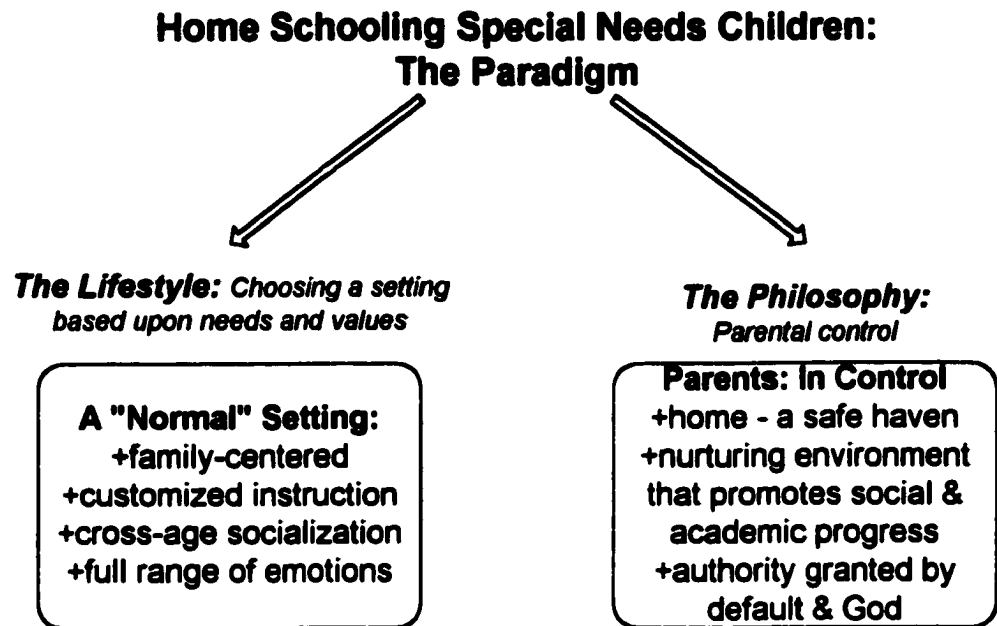 Home Schooling Special Needs Children:
The Paradigm
The Lifestyle: Choosing a setting
based upon needs and values
A "Normal" Setting:
+family-centered
+customized instruction
+cross-age socialization
+full range of emotions
The Philosophy:
Parental control
Parents: In Control
+home - a safe haven
+nurturing environment
that promotes social &
academic progress
+authority granted by
default & God